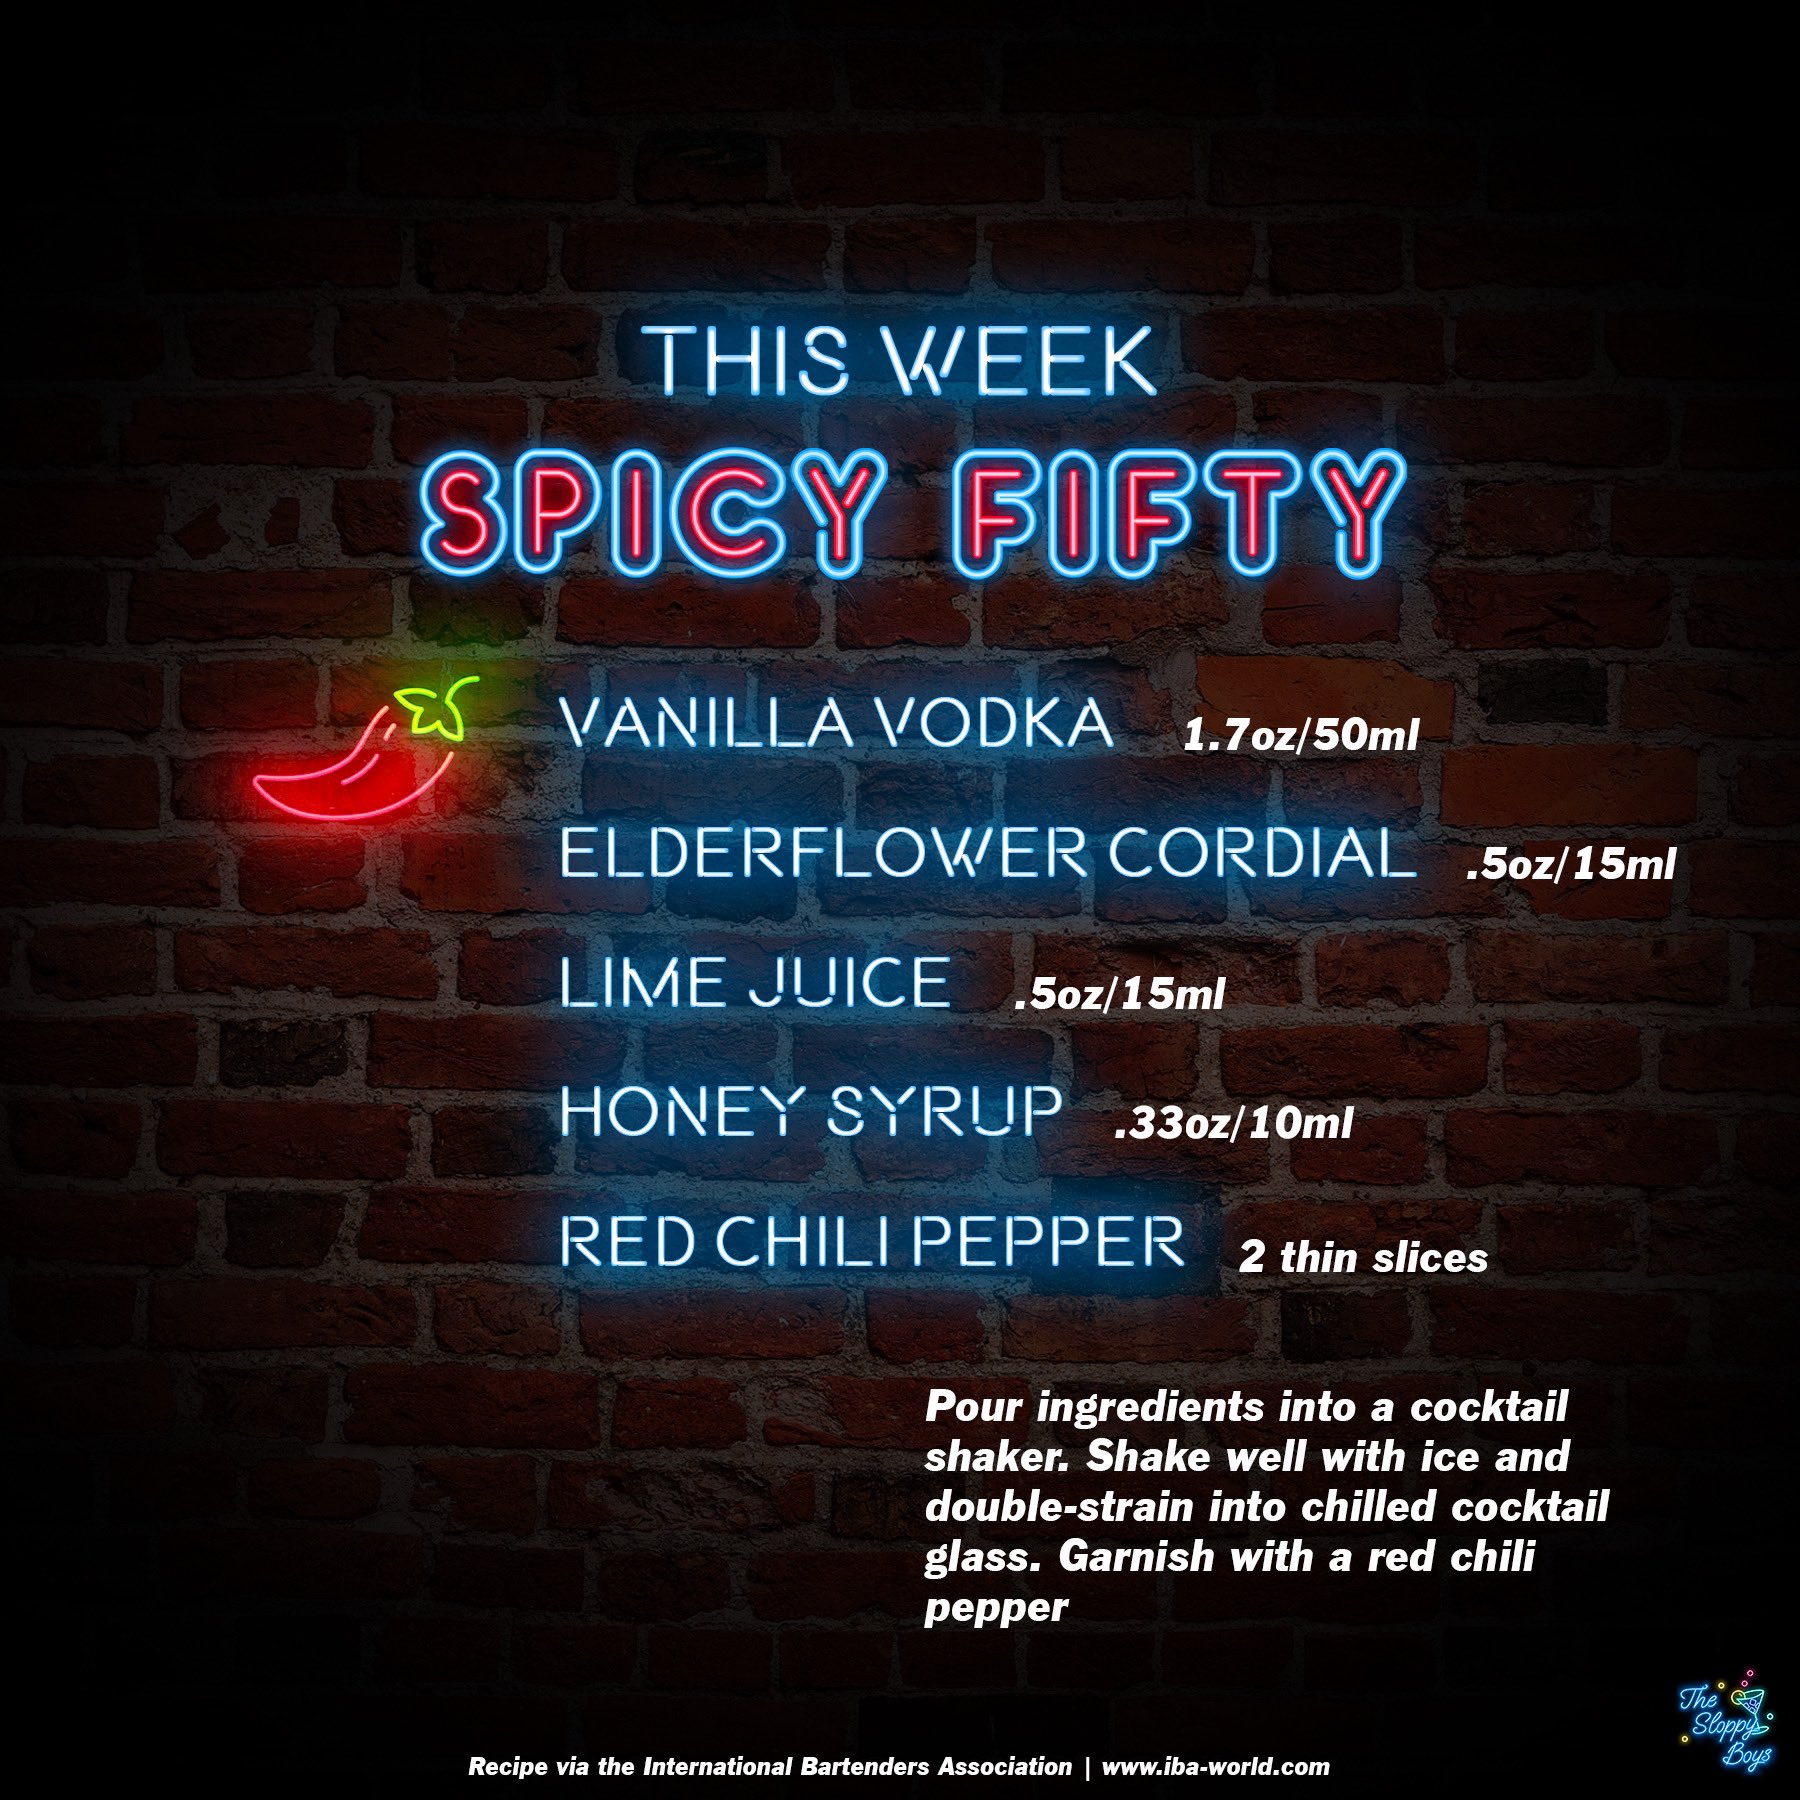 THIS WEEK
SPICY FIFTY
VANILLA VODKA 1.7oz/50ml
ELDERFLOWER CORDIAL .5oz/15ml
LIME JUICE .5oz/15ml
HONEY SYRUP .33oz/10ml
RED CHILI PEPPER 2 thin slices
Pour ingredients into a cocktail
shaker. Shake well with ice and
double-strain into chilled cocktail
glass. Garnish with a red chili
pepper
The
Sloppy
Boys
Recipe via the International Bartenders Association | www.iba-world.com